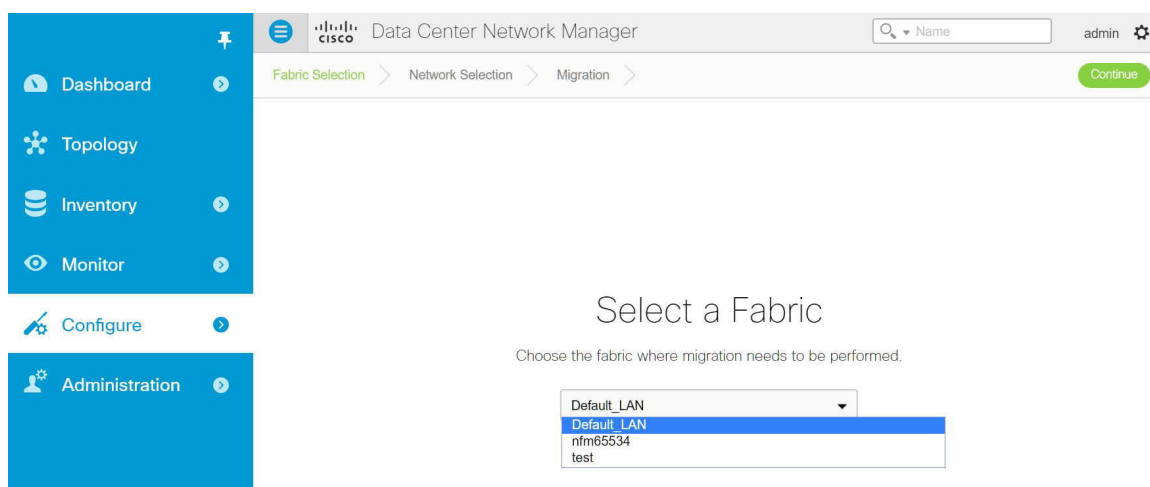 CISCO Data Center Network Manager
Name
admin
Fabric Selection
Network Selection
Migration
Continue
Dashboard
Topology
Inventory
Monitor
Configure
Administration
Select a Fabric
Choose the fabric where migration needs to be performed.
Default_LAN
Default_LAN
nfm65534
test